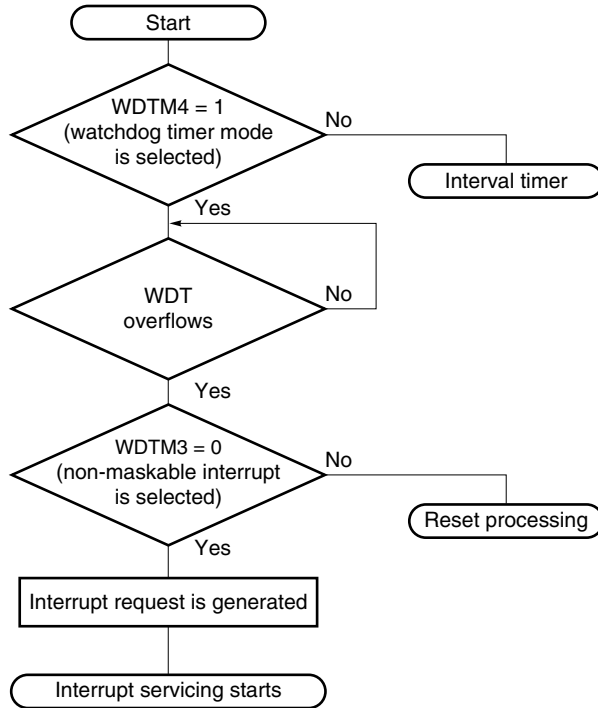 Start
WDTM4 = 1
(watchdog timer mode
is selected)
No
Interval timer
Yes
WDT
overflows
No
Yes
WDTM3 = 0
(non-maskable interrupt
is selected)
No
Reset processing
Yes
Interrupt request is generated
Interrupt servicing starts